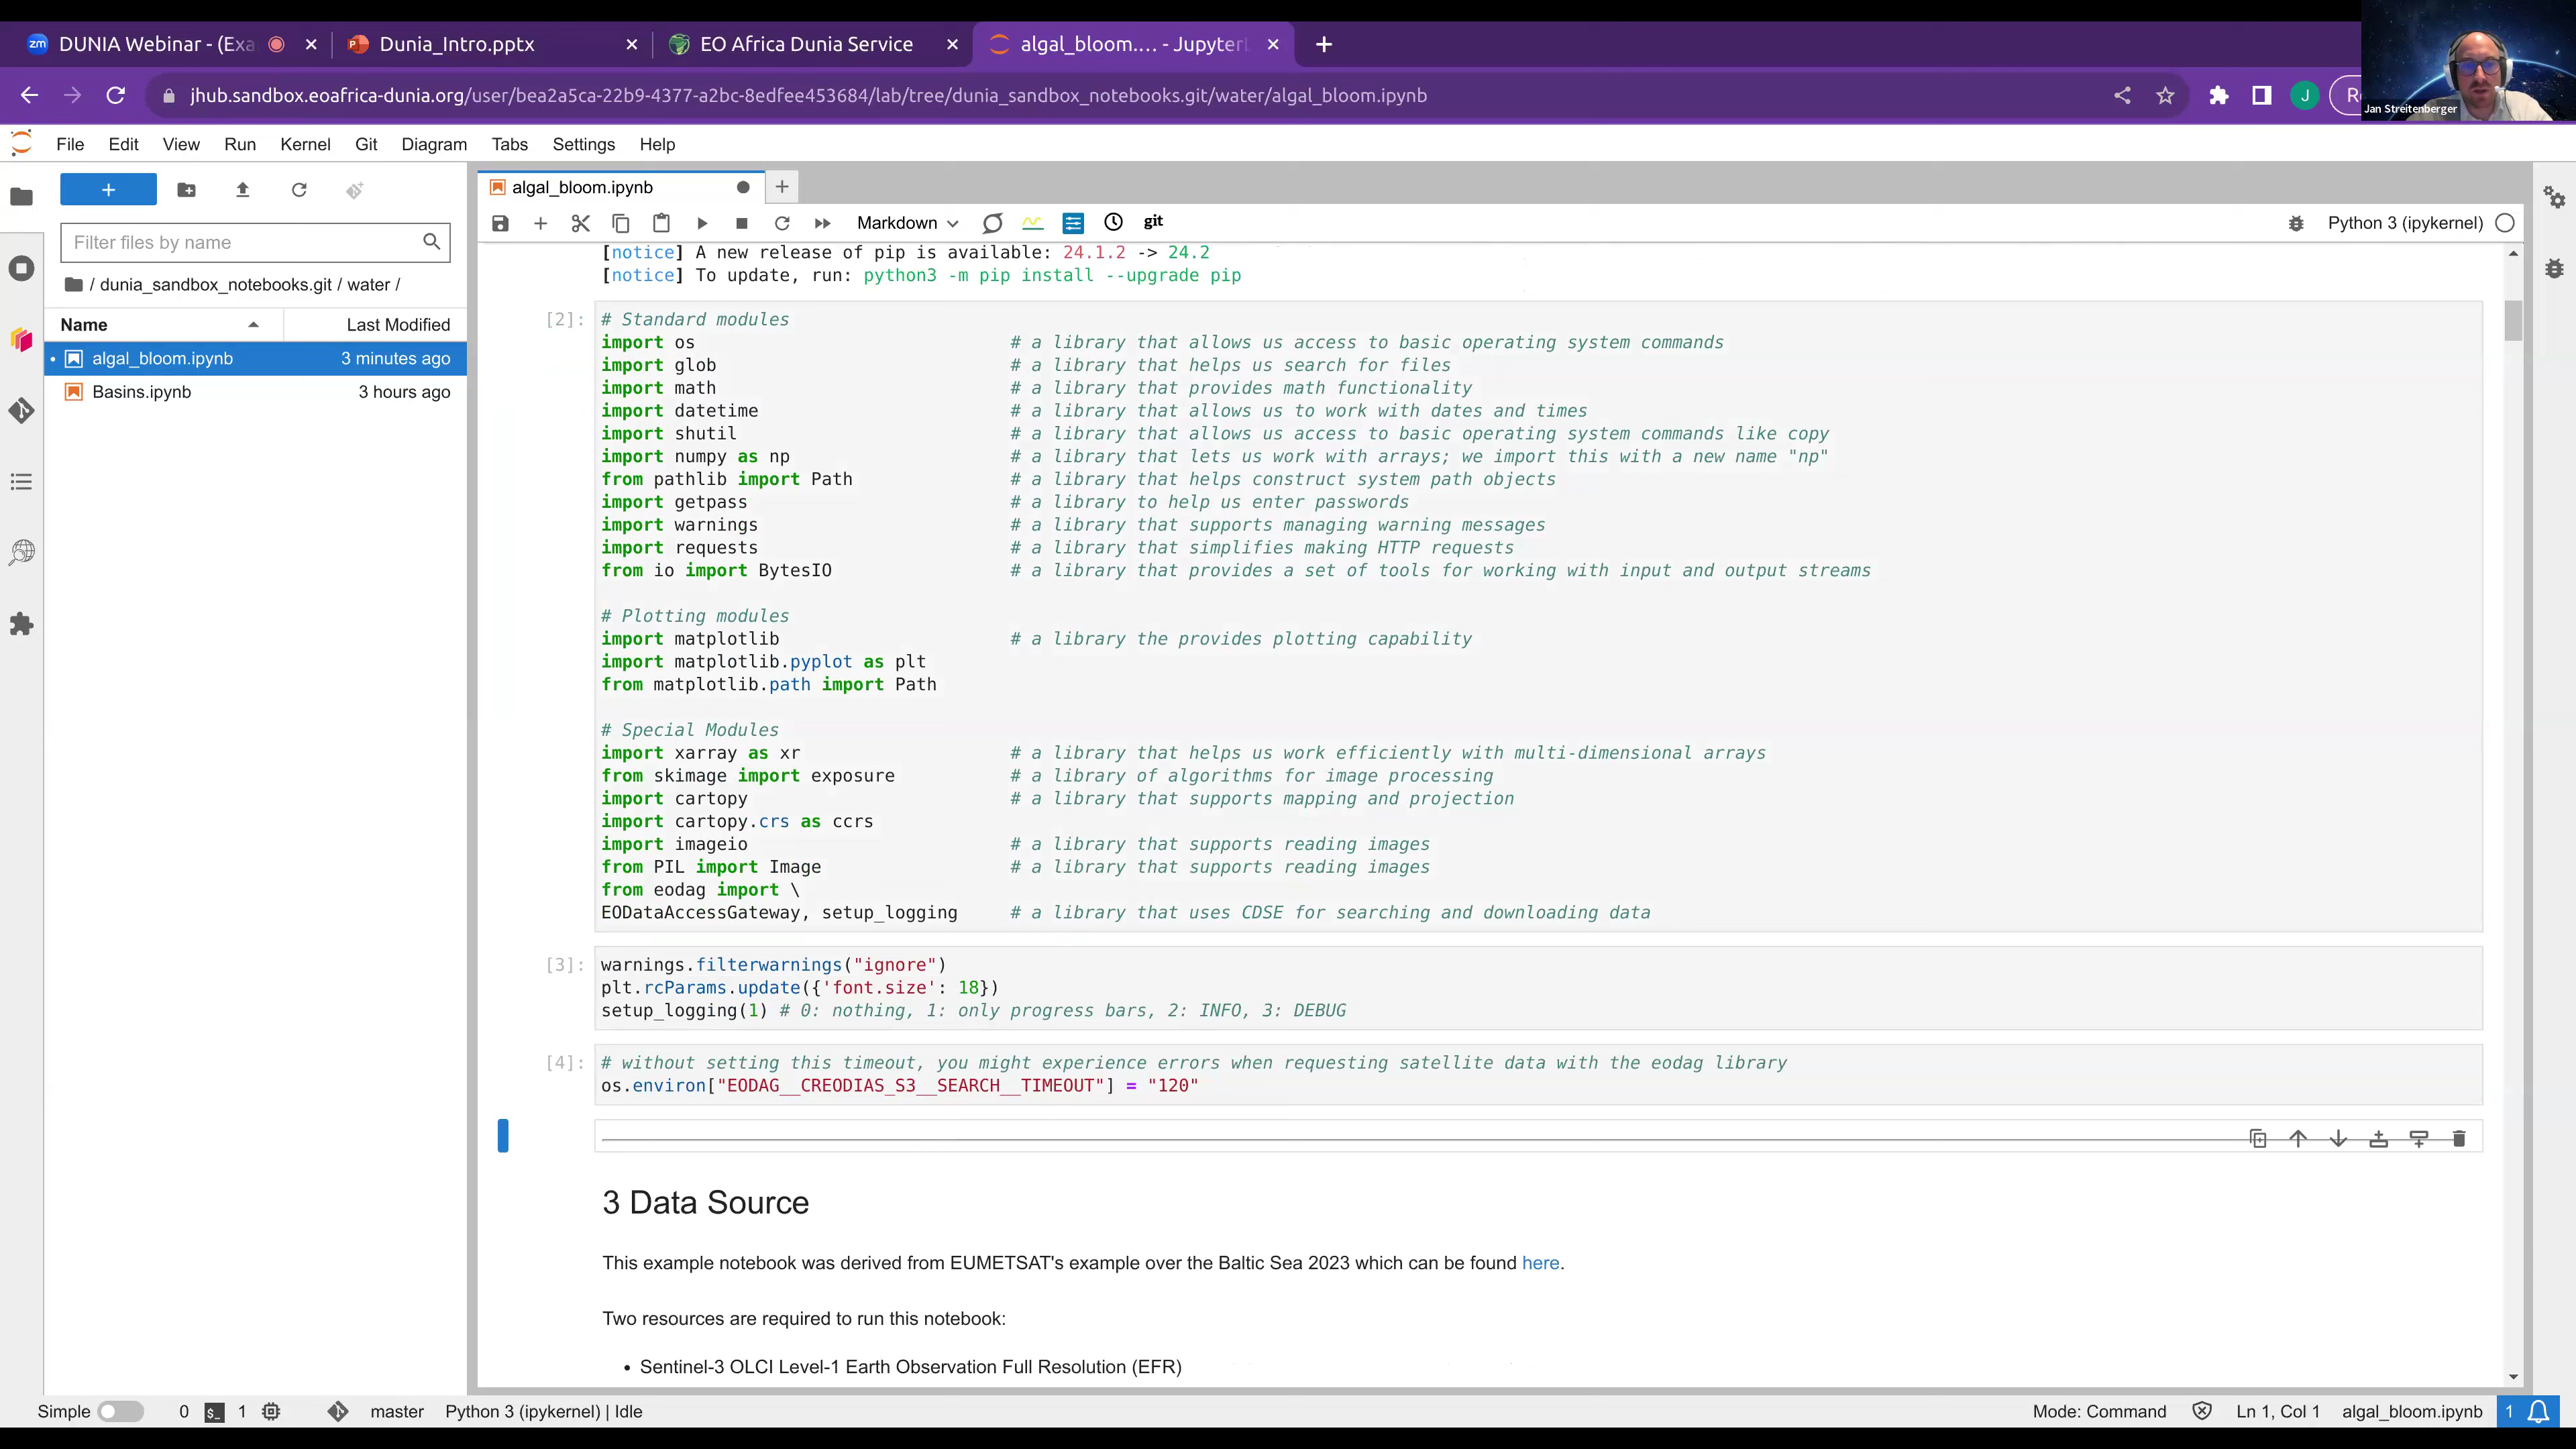 zm DUNIA Webinar - (Exa
Dunia_Intro.pptx
EO Africa Dunia Service
algal_bloom.… - JupyterL
jhub.sandbox.eoafrica-dunia.org/user/bea2a5ca-22b9-4377-a2bc-8edfee453684/lab/tree/dunia_sandbox_notebooks.git/water/algal_bloom.ipynb
J
Jan Streitenberger
File Edit View Run Kernel Git Diagram Tabs Settings Help
algal_bloom.ipynb
Filter files by name
/ dunia_sandbox_notebooks.git / water /
Name Last Modified
algal_bloom.ipynb 3 minutes ago
Basins.ipynb 3 hours ago
Markdown git Python 3 (ipykernel)
[notice] A new release of pip is available: 24.1.2 -> 24.2
[notice] To update, run: python3 -m pip install --upgrade pip
[2]: # Standard modules
import os # a library that allows us access to basic operating system commands
import glob # a library that helps us search for files
import math # a library that provides math functionality
import datetime # a library that allows us to work with dates and times
import shutil # a library that allows us access to basic operating system commands like copy
import numpy as np # a library that lets us work with arrays; we import this with a new name "np"
from pathlib import Path # a library that helps construct system path objects
import getpass # a library to help us enter passwords
import warnings # a library that supports managing warning messages
import requests # a library that simplifies making HTTP requests
from io import BytesIO # a library that provides a set of tools for working with input and output streams
# Plotting modules
import matplotlib # a library the provides plotting capability
import matplotlib.pyplot as plt
from matplotlib.path import Path
# Special Modules
import xarray as xr # a library that helps us work efficiently with multi-dimensional arrays
from skimage import exposure # a library of algorithms for image processing
import cartopy # a library that supports mapping and projection
import cartopy.crs as ccrs
import imageio # a library that supports reading images
from PIL import Image # a library that supports reading images
from eodag import \
EODataAccessGateway, setup_logging # a library that uses CDSE for searching and downloading data
[3]: warnings.filterwarnings("ignore")
plt.rcParams.update({'font.size': 18})
setup_logging(1) # 0: nothing, 1: only progress bars, 2: INFO, 3: DEBUG
[4]: # without setting this timeout, you might experience errors when requesting satellite data with the eodag library
os.environ["EODAG__CREODIAS_S3__SEARCH__TIMEOUT"] = "120"
3 Data Source
This example notebook was derived from EUMETSAT's example over the Baltic Sea 2023 which can be found here.
Two resources are required to run this notebook:
• Sentinel-3 OLCI Level-1 Earth Observation Full Resolution (EFR)
Simple 0 1 master Python 3 (ipykernel) | Idle Mode: Command Ln 1, Col 1 algal_bloom.ipynb 1